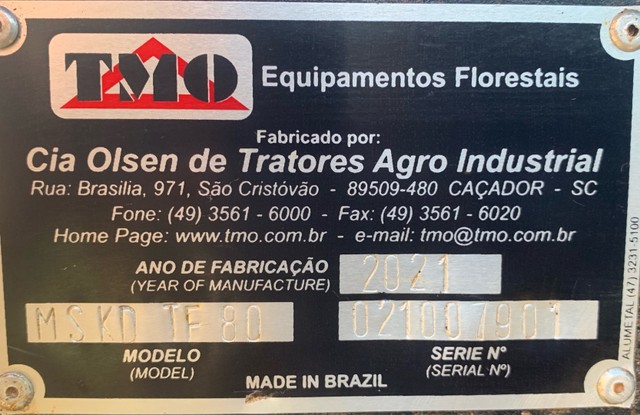 TMO Equipamentos Florestais
Fabricado por:
Cia Olsen de Tratores Agro Industrial
Rua: Brasilia, 971, São Cristóvão - 89509-480 CAÇADOR - SC
Fone: (49) 3561 - 6000 - Fax: (49) 3561 - 6020
Home Page: www.tmo.com.br - e-mail: tmo@tmo.com.br
ANO DE FABRICAÇÃO 2021
(YEAR OF MANUFACTURE)
MSKD TF80 021007901
MODELO SERIE Nº
(MODEL) (SERIAL Nº)
MADE IN BRAZIL
ALUMETAL (47) 3231-5100